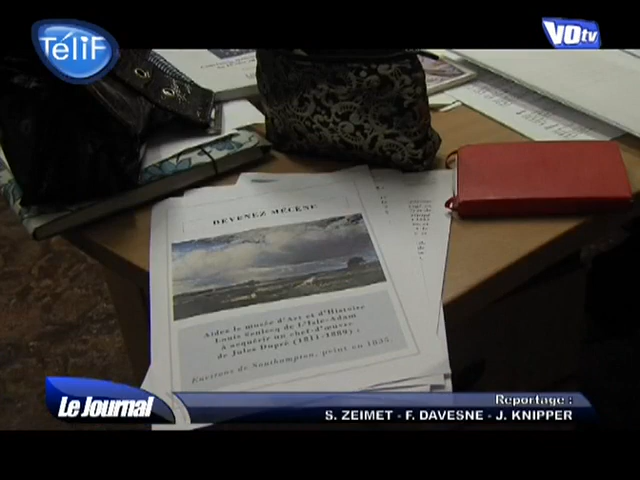 TéliF
VOtv
DEVENEZ MÉCÈNE
Aidez le musée d'Art et d'Histoire
Louis Senlecq de L'Isle-Adam
à acquérir un chef-d'œuvre
de Jules Dupré (1811-1889) :
Environs de Southampton, peint en 1835.
Le Journal
Reportage :
S. ZEIMET - F. DAVESNE - J. KNIPPER